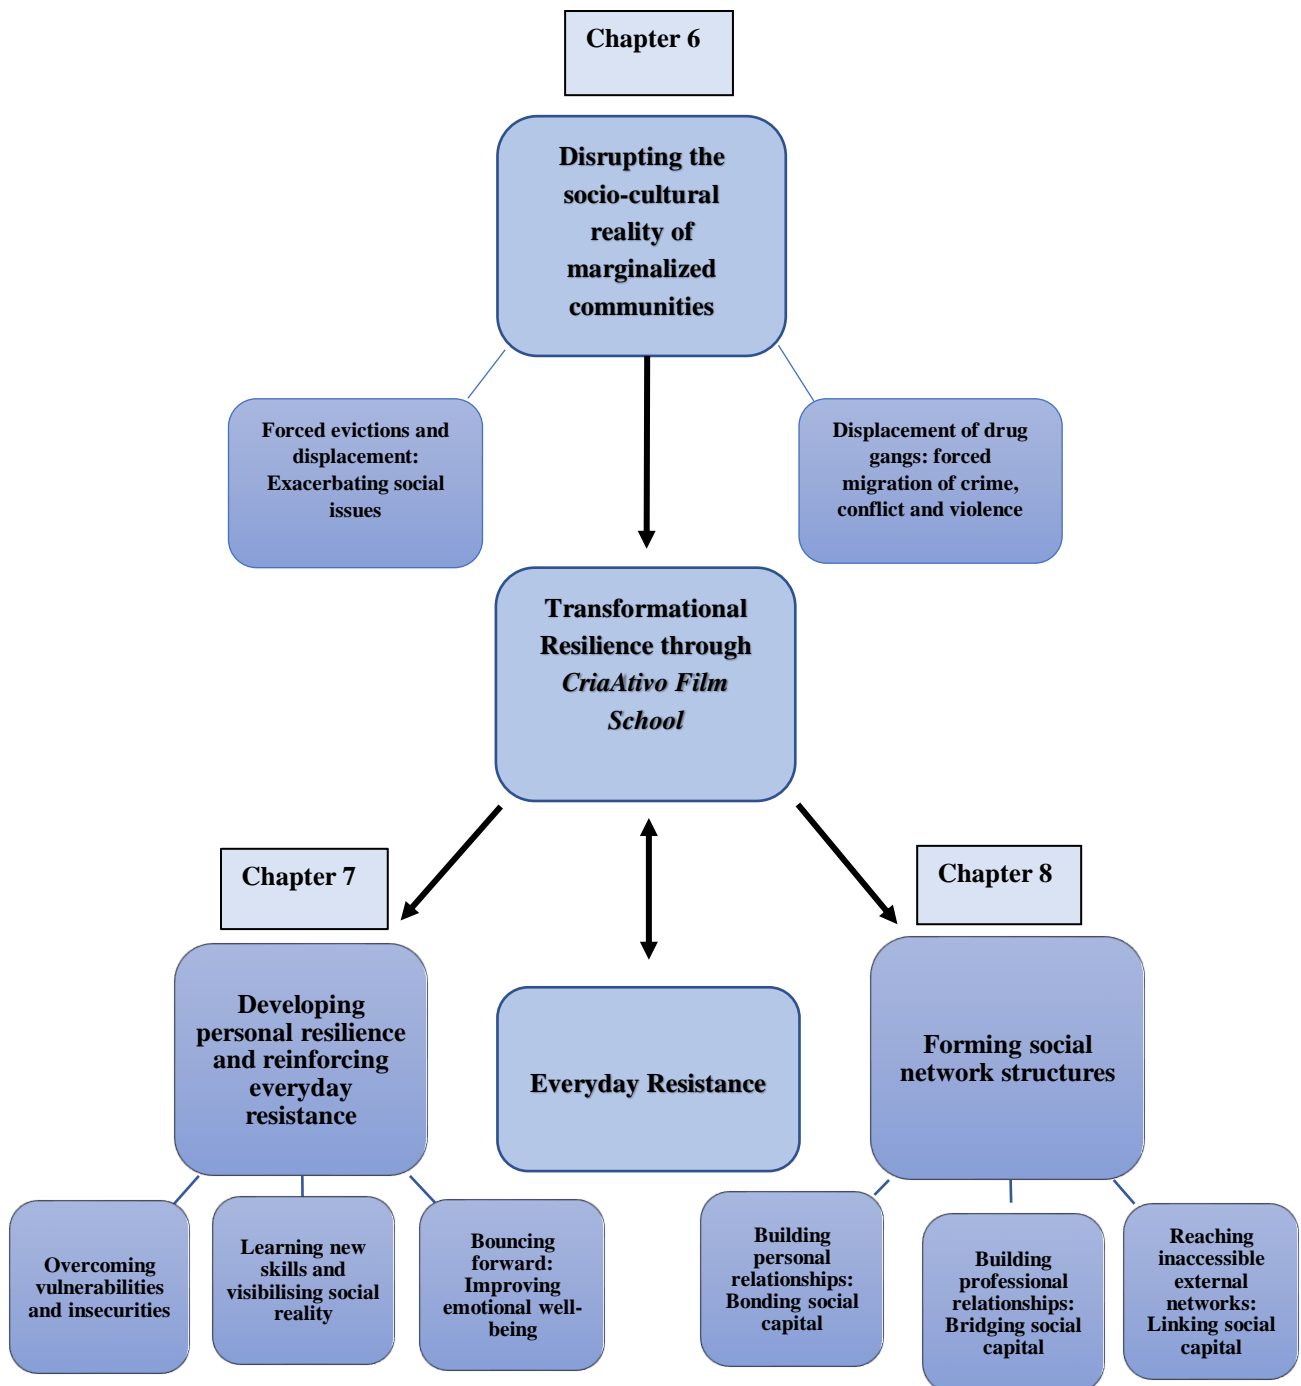 Chapter 6
Disrupting the
socio-cultural
reality of
marginalized
communities
Forced evictions and
displacement:
Exacerbating social
issues
Displacement of drug
gangs: forced
migration of crime,
conflict and violence
Transformational
Resilience through
CriaAtivo Film
School
Chapter 7
Chapter 8
Developing
personal resilience
and reinforcing
everyday
resistance
Everyday Resistance
Forming social
network structures
Overcoming
vulnerabilities
and insecurities
Learning new
skills and
visibilising social
reality
Bouncing
forward:
Improving
emotional well-
being
Building
personal
relationships:
Bonding social
capital
Building
professional
relationships:
Bridging social
capital
Reaching
inaccessible
external
networks:
Linking social
capital